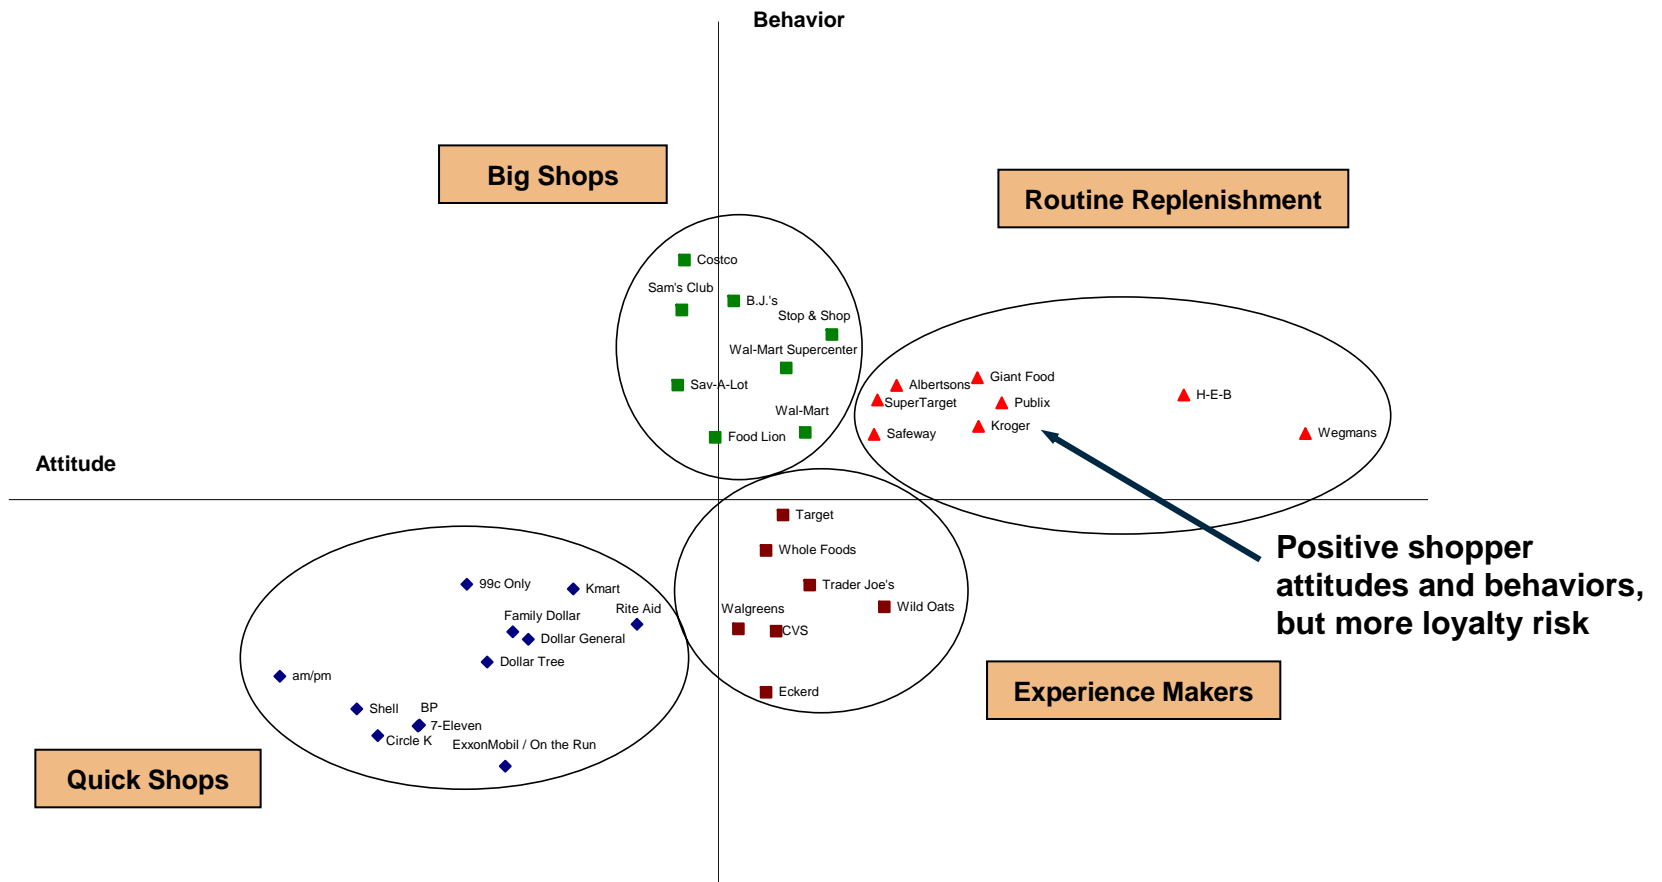 Behavior
Big Shops
Routine Replenishment
Costco
Sam's Club
B.J.'s
Stop & Shop
Wal-Mart Supercenter
Sav-A-Lot
Wal-Mart
Food Lion
Albertsons
Giant Food
SuperTarget
Publix
H-E-B
Safeway
Kroger
Wegmans
Attitude
Target
Whole Foods
Trader Joe's
Wild Oats
Walgreens
CVS
Eckerd
Positive shopper
attitudes and behaviors,
but more loyalty risk
Experience Makers
99c Only
Kmart
Family Dollar
Rite Aid
Dollar General
Dollar Tree
am/pm
Shell
BP
7-Eleven
Circle K
ExxonMobil / On the Run
Quick Shops